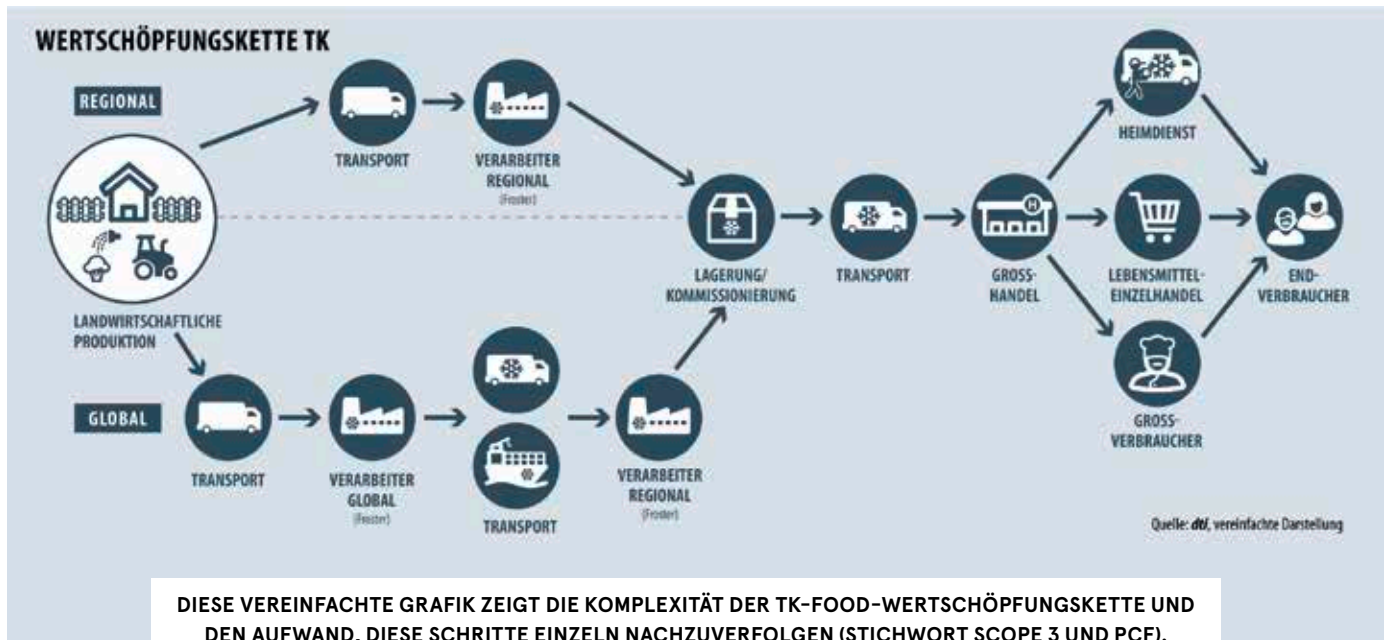 WERTSCHÖPFUNGSKETTE TK
REGIONAL
LANDWIRTSCHAFTLICHE
PRODUKTION
TRANSPORT
VERARBEITER
REGIONAL
(Froster)
GLOBAL
TRANSPORT
VERARBEITER
GLOBAL
(Froster)
TRANSPORT
VERARBEITER
REGIONAL
(Froster)
LAGERUNG/
KOMMISSIONIERUNG
TRANSPORT
H
GROSS-
HANDEL
HEIMDIENST
LEBENSMITTEL-
EINZELHANDEL
GROSS-
VERBRAUCHER
END-
VERBRAUCHER
Quelle: dti, vereinfachte Darstellung
DIESE VEREINFACHTE GRAFIK ZEIGT DIE KOMPLEXITÄT DER TK-FOOD-WERTSCHÖPFUNGSKETTE UND
DEN AUFWAND, DIESE SCHRITTE EINZELN NACHZUVERFOLGEN (STICHWORT SCOPE 3 UND PCF).